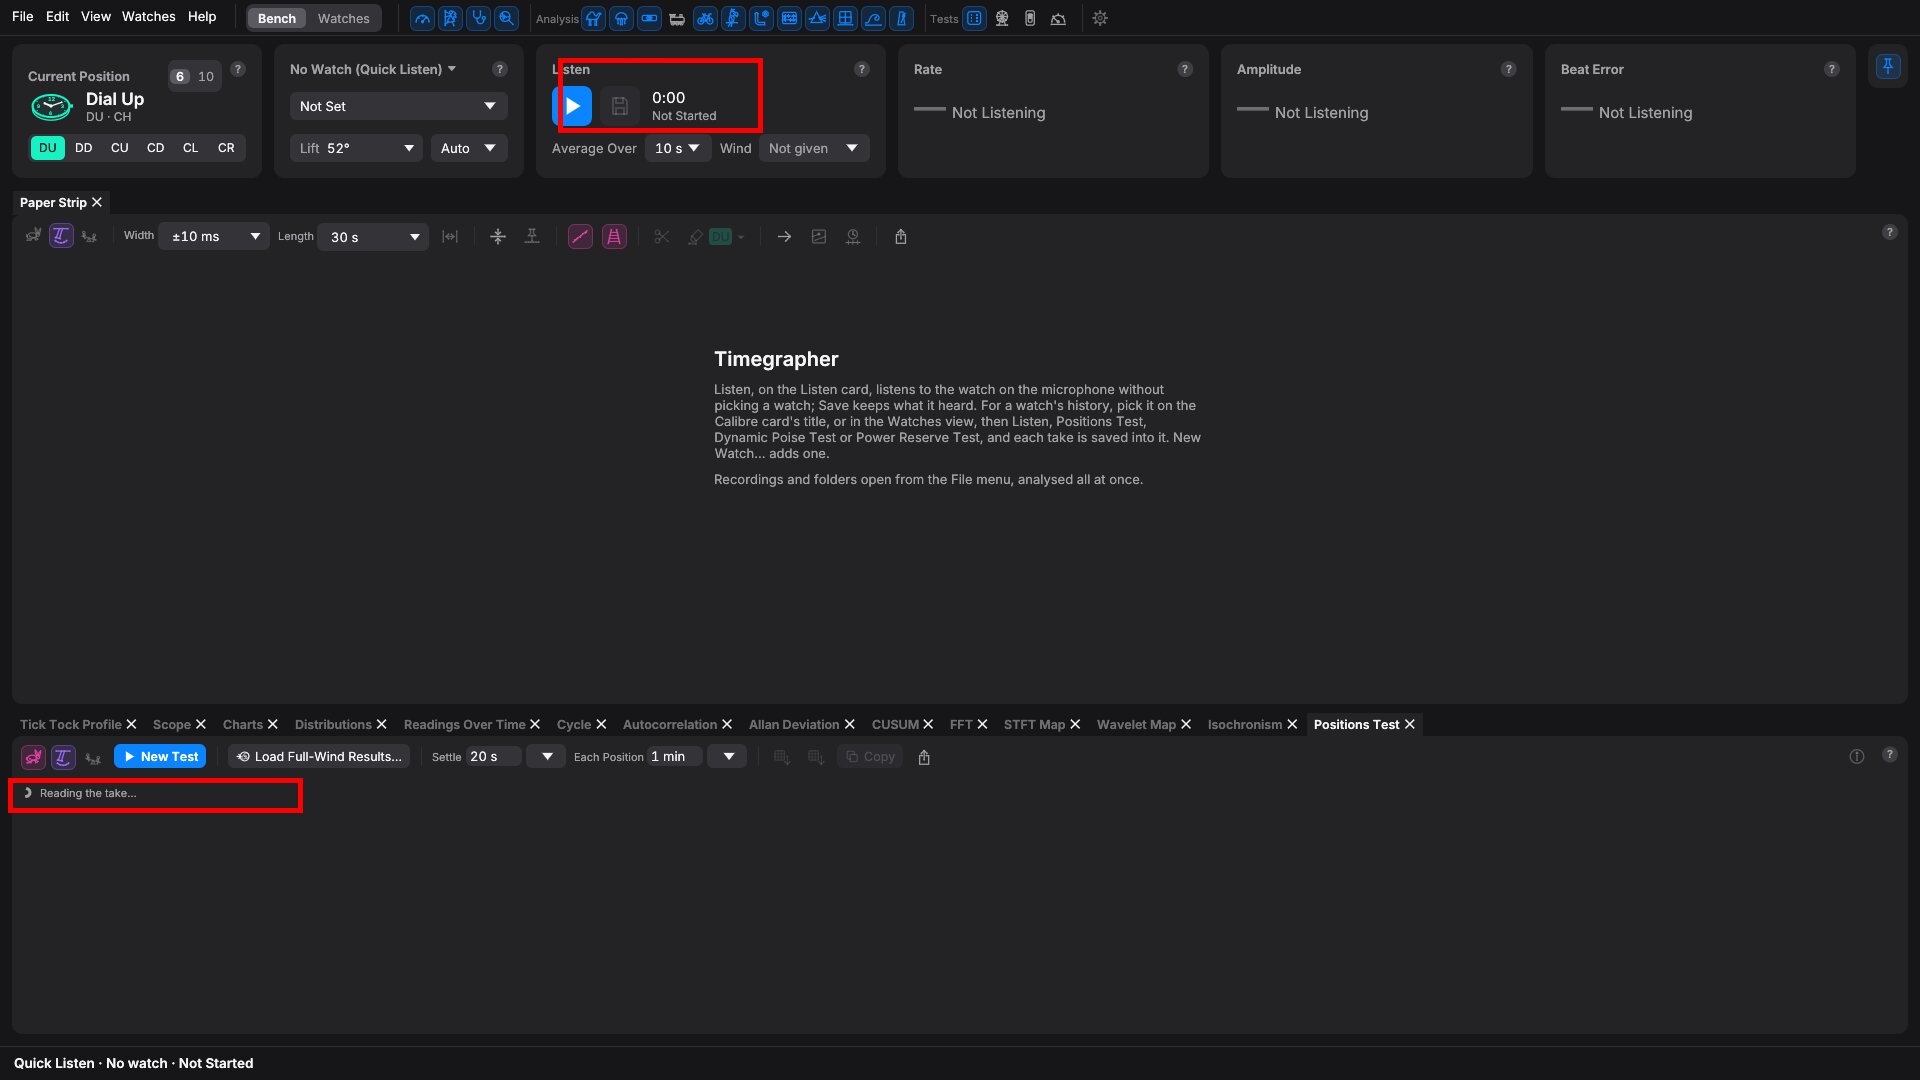 File Edit View Watches Help Bench Watches Analysis Tests
Current Position 6 10 ?
Dial Up
DU · CH
DU DD CU CD CL CR
No Watch (Quick Listen) ?
Not Set
Lift 52° Auto
Listen ?
0:00
Not Started
Average Over 10 s Wind Not given
Rate ?
Not Listening
Amplitude ?
Not Listening
Beat Error ?
Not Listening
Paper Strip
Width ±10 ms Length 30 s DU ?
Timegrapher
Listen, on the Listen card, listens to the watch on the microphone without
picking a watch; Save keeps what it heard. For a watch's history, pick it on the
Calibre card's title, or in the Watches view, then Listen, Positions Test,
Dynamic Poise Test or Power Reserve Test, and each take is saved into it. New
Watch... adds one.
Recordings and folders open from the File menu, analysed all at once.
Tick Tock Profile Scope Charts Distributions Readings Over Time Cycle Autocorrelation Allan Deviation CUSUM FFT STFT Map Wavelet Map Isochronism Positions Test
New Test Load Full-Wind Results... Settle 20 s Each Position 1 min Copy ?
Reading the take...
Quick Listen · No watch · Not Started